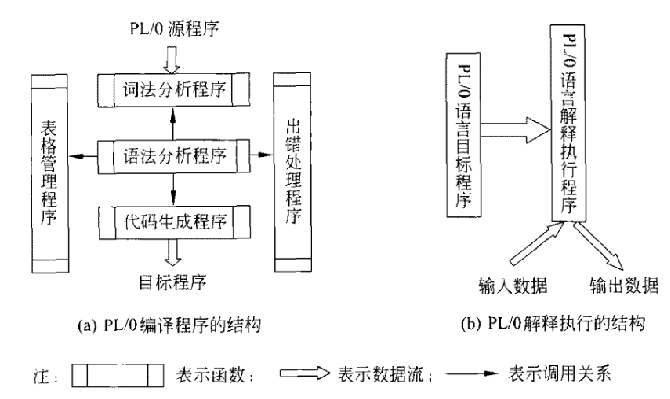 PL/0 源程序
词法分析程序
表格管理程序
语法分析程序
出错处理程序
代码生成程序
目标程序
(a) PL/0 编译程序的结构
PL/0 语言目标程序
PL/0 语言解释执行程序
输入数据
输出数据
(b) PL/0 解释执行的结构
注： 表示函数； 表示数据流； 表示调用关系